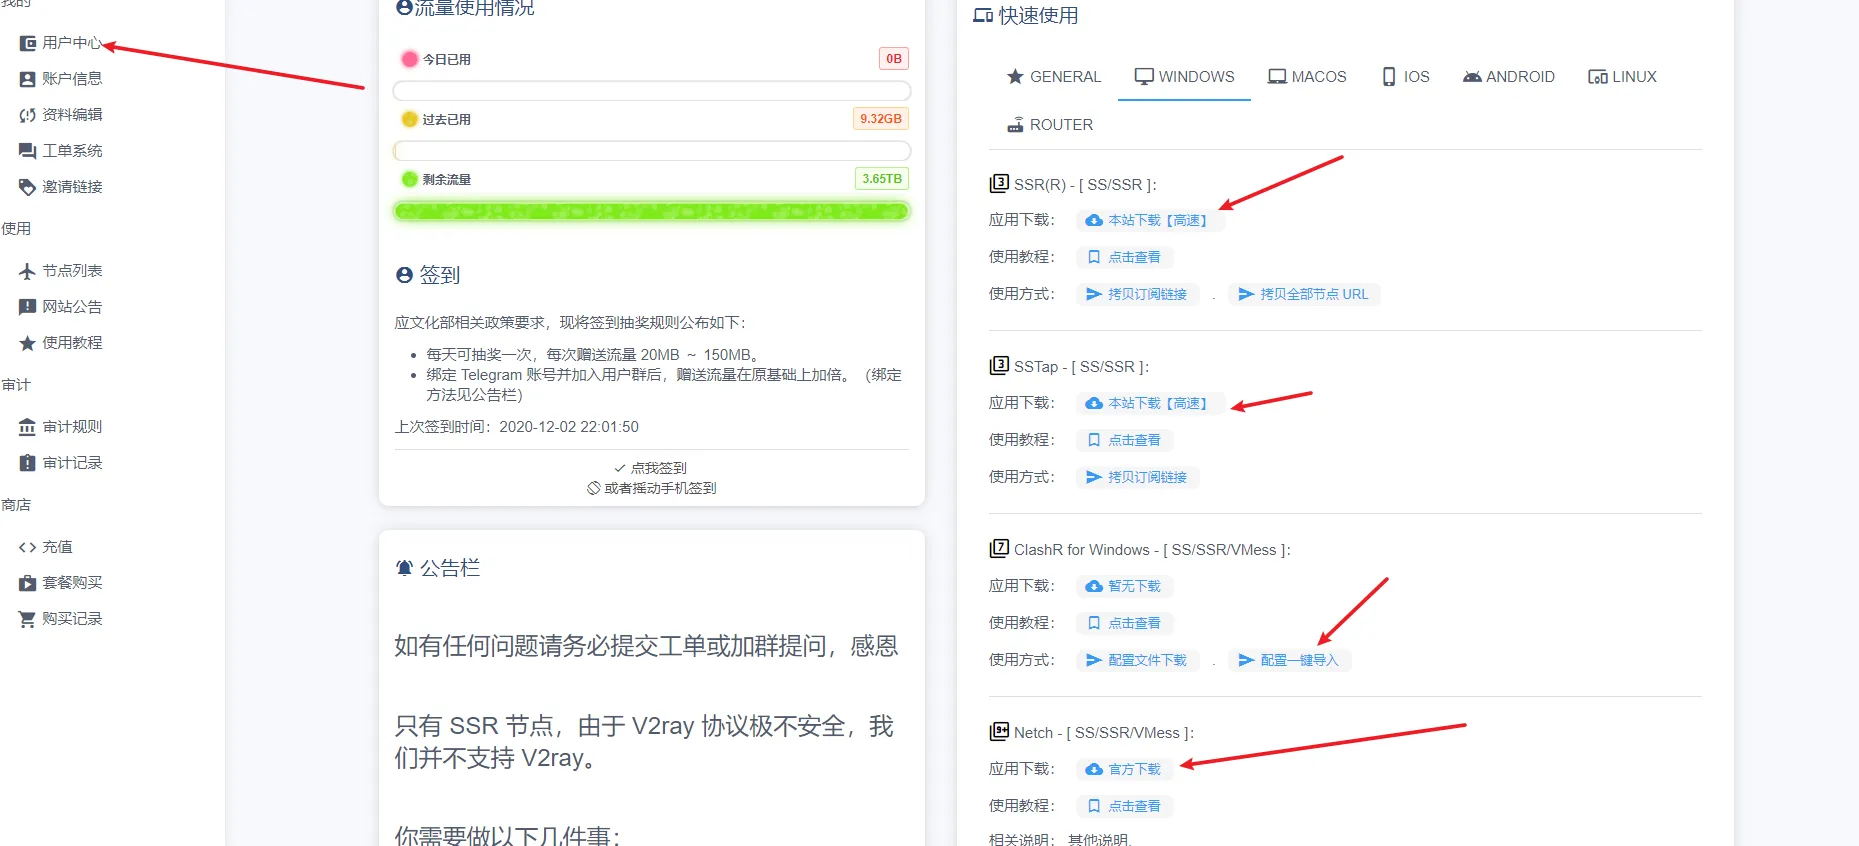 我的
用户中心
账户信息
资料编辑
工单系统
邀请链接
使用
节点列表
网站公告
使用教程
审计
审计规则
审计记录
商店
充值
套餐购买
购买记录
流量使用情况
今日已用 0B
过去已用 9.32GB
剩余流量 3.65TB
签到
应文化部相关政策要求，现将签到抽奖规则公布如下：
每天可抽奖一次，每次赠送流量 20MB ～ 150MB。
绑定 Telegram 账号并加入用户群后，赠送流量在原基础上加倍。（绑定
方法见公告栏）
上次签到时间：2020-12-02 22:01:50
点我签到
或者摇动手机签到
公告栏
如有任何问题请务必提交工单或加群提问，感恩
只有 SSR 节点，由于 V2ray 协议极不安全，我
们并不支持 V2ray。
你需要做以下几件事：
快速使用
GENERAL WINDOWS MACOS IOS ANDROID LINUX
ROUTER
3 SSR(R) - [ SS/SSR ]：
应用下载： 本站下载【高速】
使用教程： 点击查看
使用方式： 拷贝订阅链接 . 拷贝全部节点 URL
3 SSTap - [ SS/SSR ]：
应用下载： 本站下载【高速】
使用教程： 点击查看
使用方式： 拷贝订阅链接
7 ClashR for Windows - [ SS/SSR/VMess ]：
应用下载： 暂无下载
使用教程： 点击查看
使用方式： 配置文件下载 . 配置一键导入
9+ Netch - [ SS/SSR/VMess ]：
应用下载： 官方下载
使用教程： 点击查看
相关说明： 其他说明.